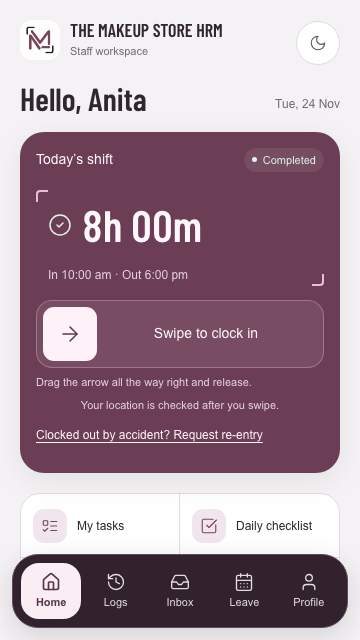 THE MAKEUP STORE HRM
Staff workspace
Hello, Anita
Tue, 24 Nov
Today's shift
Completed
8h 00m
In 10:00 am · Out 6:00 pm
Swipe to clock in
Drag the arrow all the way right and release.
Your location is checked after you swipe.
Clocked out by accident? Request re-entry
My tasks
Daily checklist
Home
Logs
Inbox
Leave
Profile